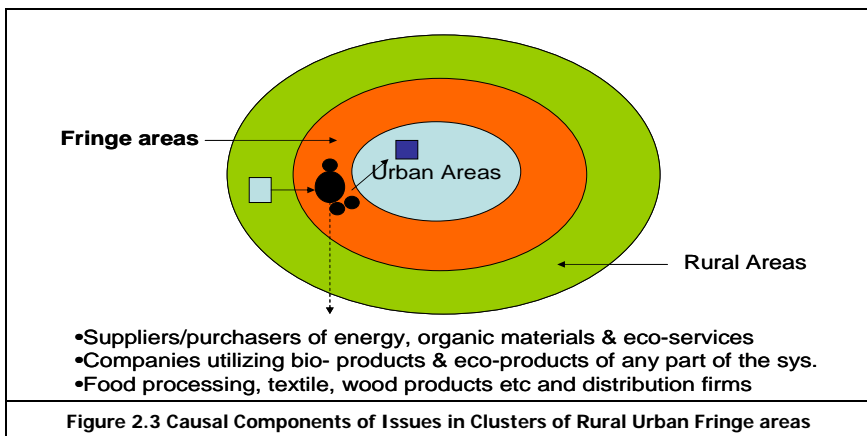 Fringe areas
Urban Areas
Rural Areas
•Suppliers/purchasers of energy, organic materials & eco-services
•Companies utilizing bio- products & eco-products of any part of the sys.
•Food processing, textile, wood products etc and distribution firms
Figure 2.3 Causal Components of Issues in Clusters of Rural Urban Fringe areas